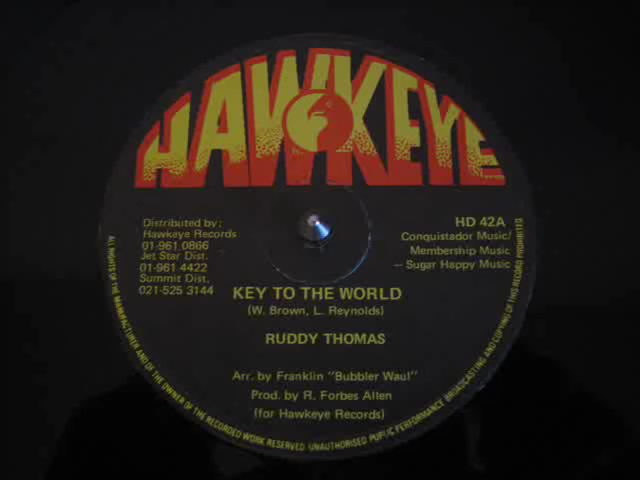 HAWKEYE
Distributed by:
Hawkeye Records
01-961 0866
Jet Star Dist.
01-961 4422
Summit Dist,
021-525 3144
HD 42A
Conquistador Music/
Membership Music
– Sugar Happy Music
KEY TO THE WORLD
(W. Brown, L. Reynolds)
RUDDY THOMAS
Arr. by Franklin "Bubbler Waul"
Prod. by R. Forbes Allen
(for Hawkeye Records)
ALL RIGHTS OF THE MANUFACTURER AND OF THE OWNER OF THE RECORDED WORK RESERVED. UNAUTHORISED PUBLIC PERFORMANCE BROADCASTING AND COPYING OF THIS RECORD PROHIBITED